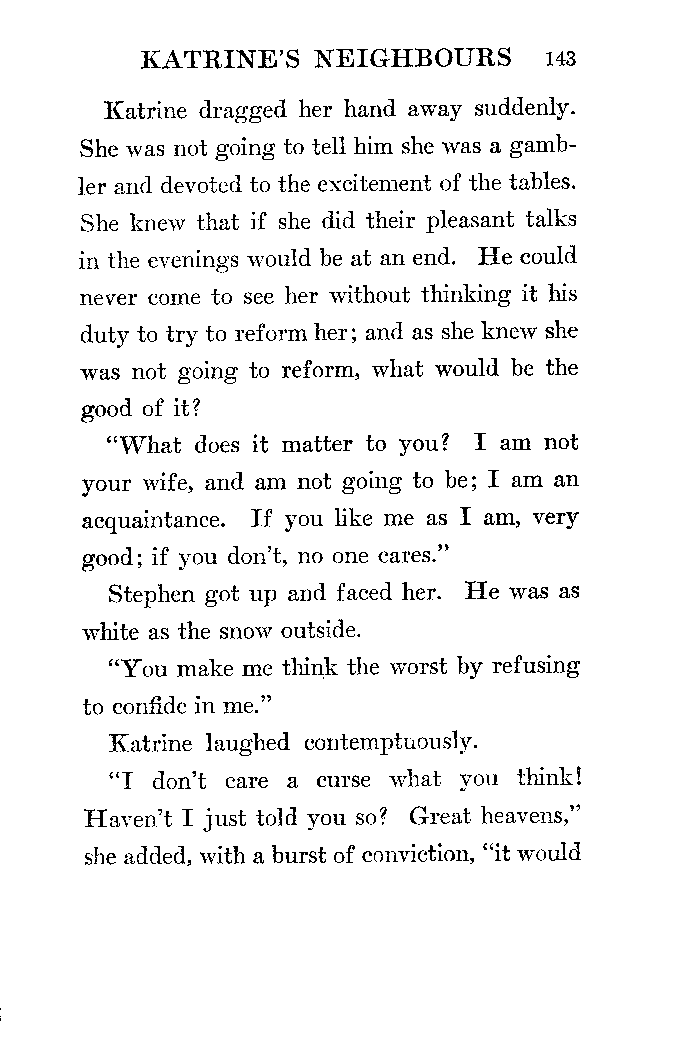 KATRINE'S NEIGHBOURS 143
Katrine dragged her hand away suddenly.
She was not going to tell him she was a gamb-
ler and devoted to the excitement of the tables.
She knew that if she did their pleasant talks
in the evenings would be at an end. He could
never come to see her without thinking it his
duty to try to reform her; and as she knew she
was not going to reform, what would be the
good of it?
"What does it matter to you? I am not
your wife, and am not going to be; I am an
acquaintance. If you like me as I am, very
good; if you don't, no one cares."
Stephen got up and faced her. He was as
white as the snow outside.
"You make me think the worst by refusing
to confide in me."
Katrine laughed contemptuously.
"I don't care a curse what you think!
Haven't I just told you so? Great heavens,"
she added, with a burst of conviction, "it would